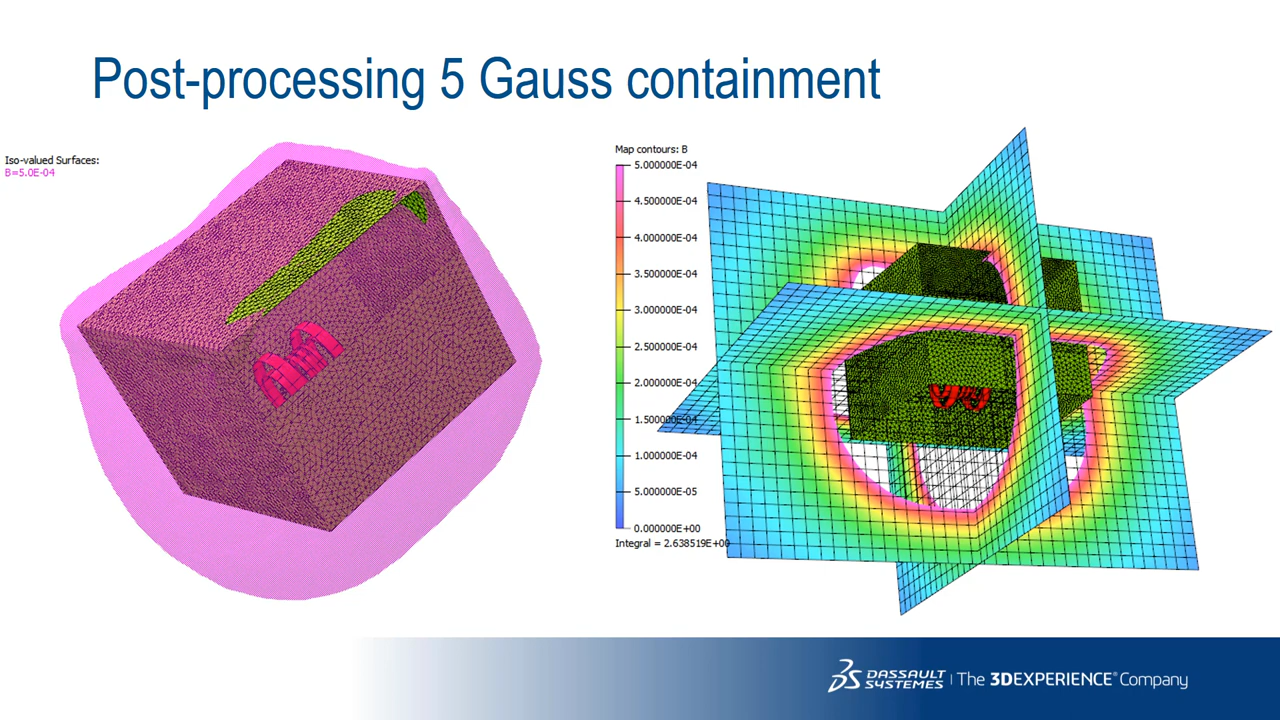 Post-processing 5 Gauss containment
Iso-valued Surfaces:
B=5.0E-04
Map contours: B
5.000000E-04
4.500000E-04
4.000000E-04
3.500000E-04
3.000000E-04
2.500000E-04
2.000000E-04
1.500000E-04
1.000000E-04
5.000000E-05
0.000000E+00
Integral = 2.638519E+00
DASSAULT SYSTEMES | The 3DEXPERIENCE® Company